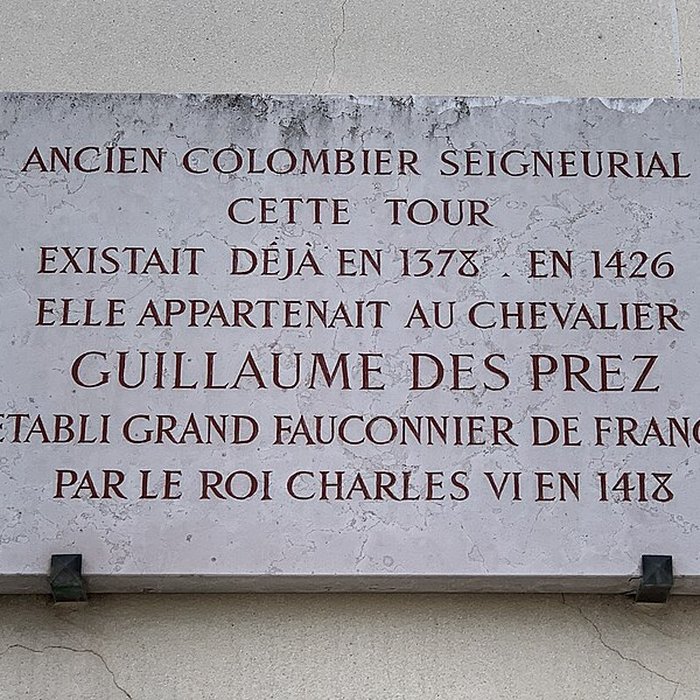 ANCIEN COLOMBIER SEIGNEURIAL
CETTE TOUR
EXISTAIT DÉJÀ EN 1378 . EN 1426
ELLE APPARTENAIT AU CHEVALIER
GUILLAUME DES PREZ
ETABLI GRAND FAUCONNIER DE FRANC
PAR LE ROI CHARLES VI EN 1418